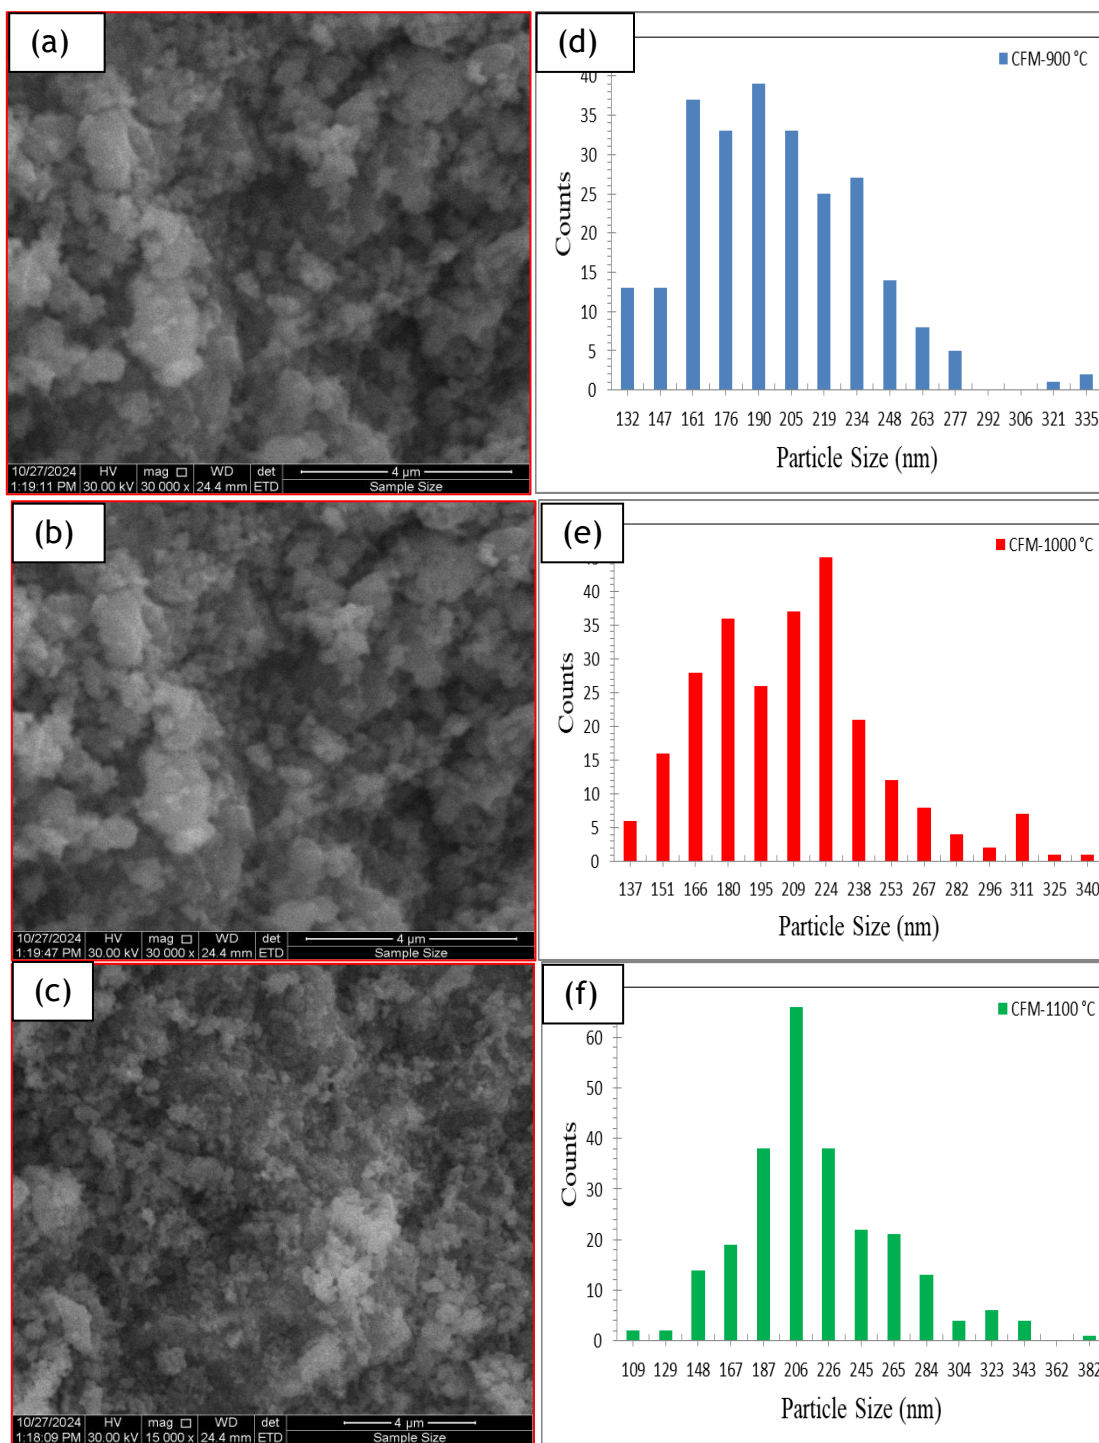 (a)
10/27/2024 HV mag WD det 4 µm
1:19:11 PM 30.00 kV 30 000 x 24.4 mm ETD Sample Size
(d)
CFM-900 °C
40
35
30
25
20
15
10
5
0
Counts
132 147 161 176 190 205 219 234 248 263 277 292 306 321 335
Particle Size (nm)
(b)
10/27/2024 HV mag WD det 4 µm
1:19:47 PM 30.00 kV 30 000 x 24.4 mm ETD Sample Size
(e)
CFM-1000 °C
40
35
30
25
20
15
10
5
0
Counts
137 151 166 180 195 209 224 238 253 267 282 296 311 325 340
Particle Size (nm)
(c)
10/27/2024 HV mag WD det 4 µm
1:18:09 PM 30.00 kV 15 000 x 24.4 mm ETD Sample Size
(f)
CFM-1100 °C
60
50
40
30
20
10
0
Counts
109 129 148 167 187 206 226 245 265 284 304 323 343 362 382
Particle Size (nm)